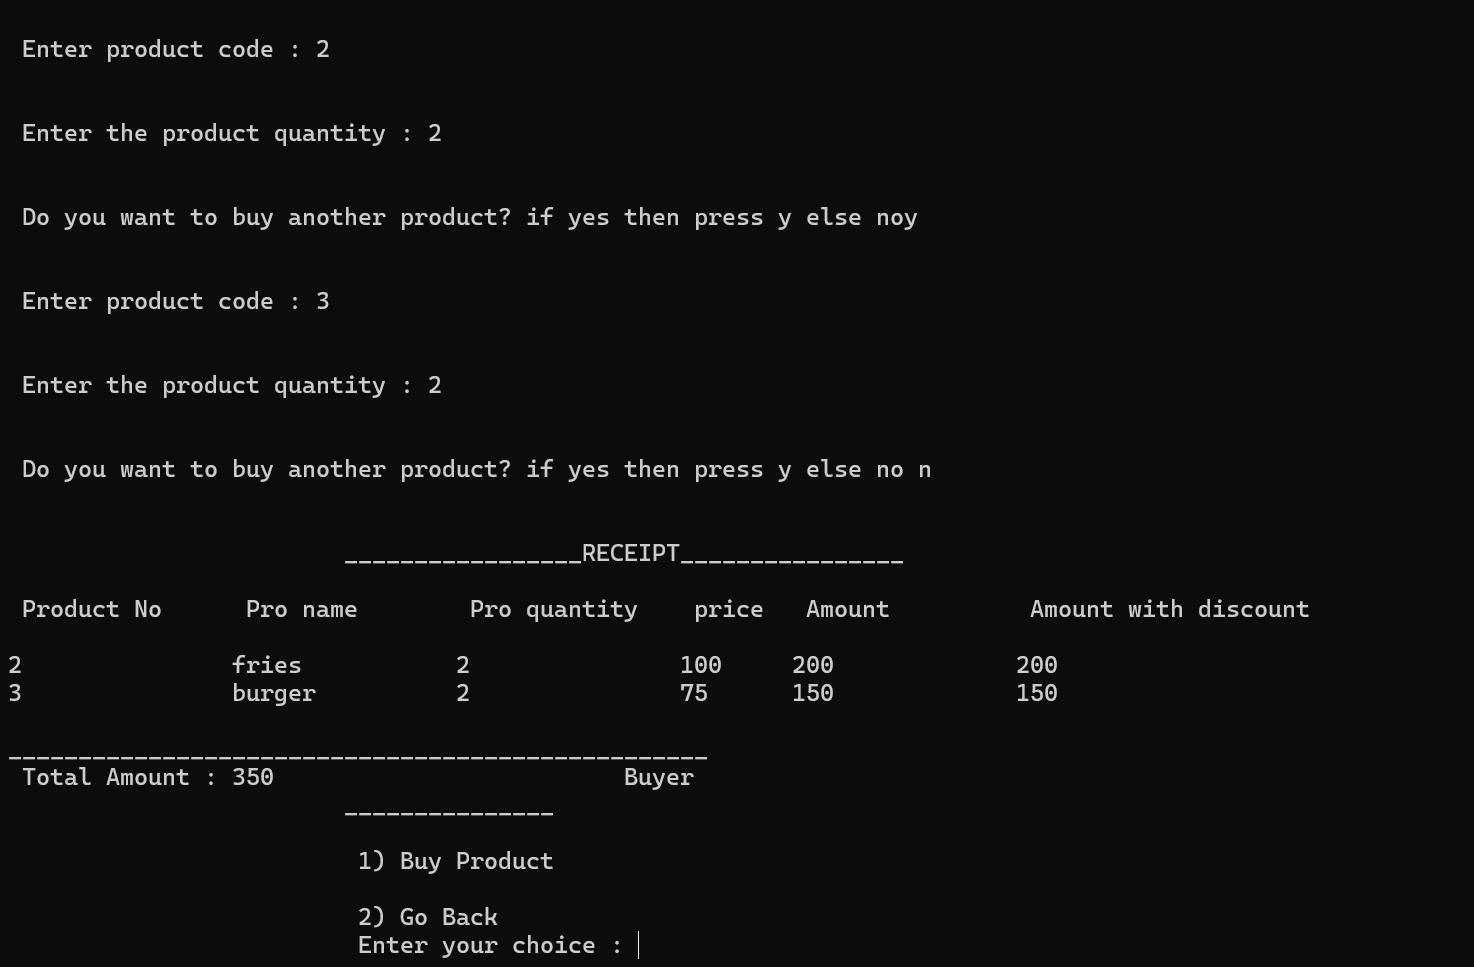 Enter product code : 2
Enter the product quantity : 2
Do you want to buy another product? if yes then press y else noy
Enter product code : 3
Enter the product quantity : 2
Do you want to buy another product? if yes then press y else no n
_________________RECEIPT________________
Product No Pro name Pro quantity price Amount Amount with discount
2 fries 2 100 200 200
3 burger 2 75 150 150
__________________________________________________
Total Amount : 350 Buyer
_______________
1) Buy Product
2) Go Back
Enter your choice :